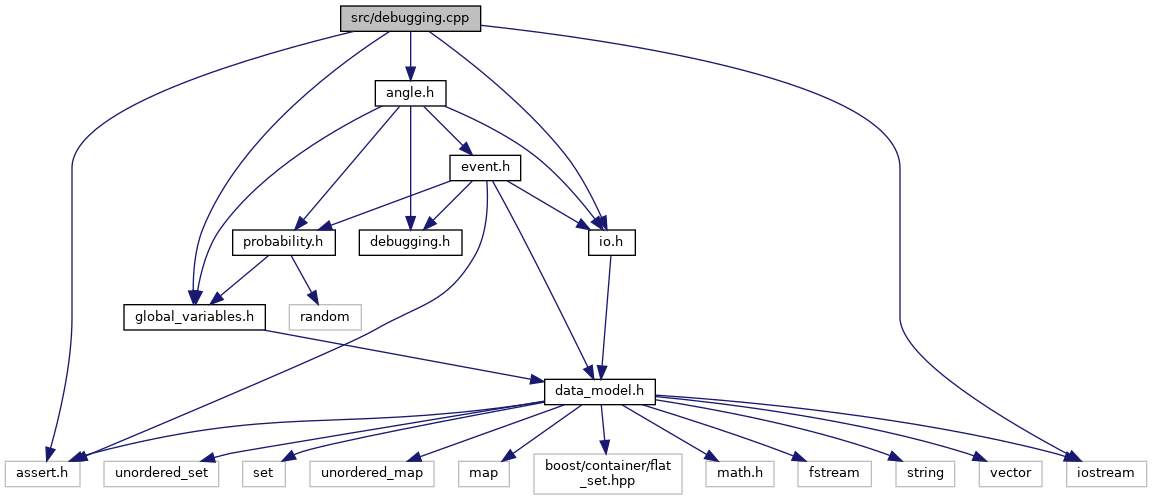 src/debugging.cpp
angle.h
event.h
probability.h
debugging.h
io.h
global_variables.h
random
data_model.h
assert.h
unordered_set
set
unordered_map
map
boost/container/flat
_set.hpp
math.h
fstream
string
vector
iostream